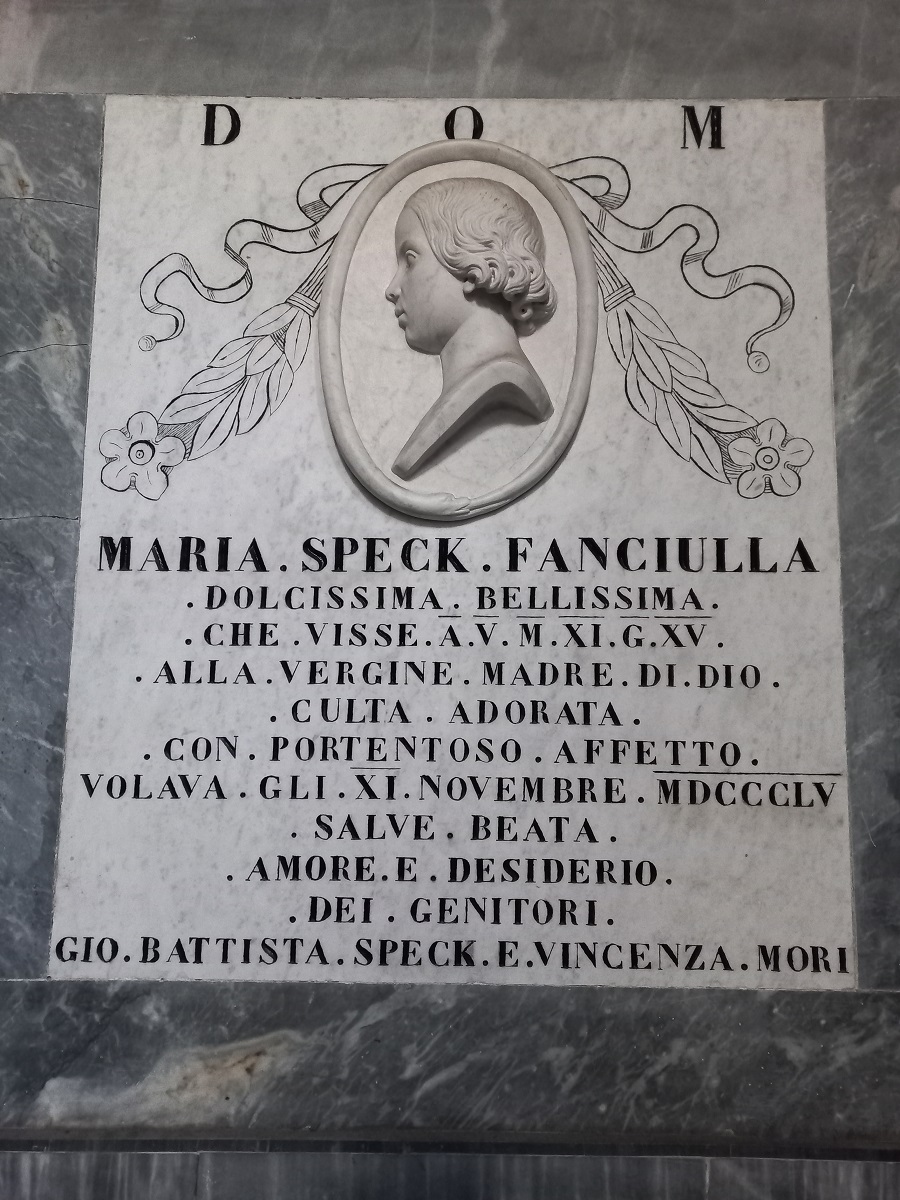 D O M
MARIA . SPECK . FANCIULLA
. DOLCISSIMA . BELLISSIMA .
. CHE . VISSE . A . V . M . XI . G . XV .
. ALLA . VERGINE . MADRE . DI . DIO .
. CULTA . ADORATA .
. CON . PORTENTOSO . AFFETTO .
VOLAVA . GLI . XI . NOVEMBRE . MDCCCLV
. SALVE . BEATA .
. AMORE . E . DESIDERIO .
. DEI . GENITORI .
GIO . BATTISTA . SPECK . E . VINCENZA . MORI